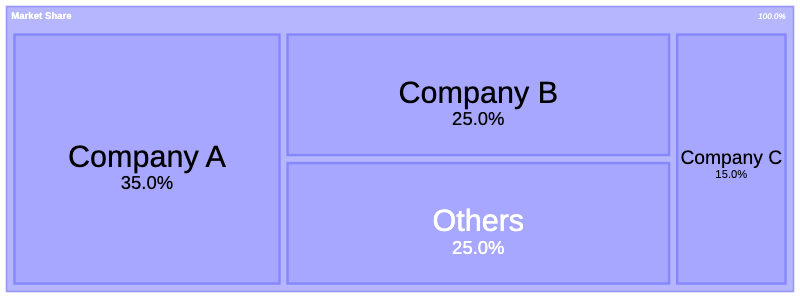 Market Share
100.0%
Company A
35.0%
Company B
25.0%
Others
25.0%
Company C
15.0%